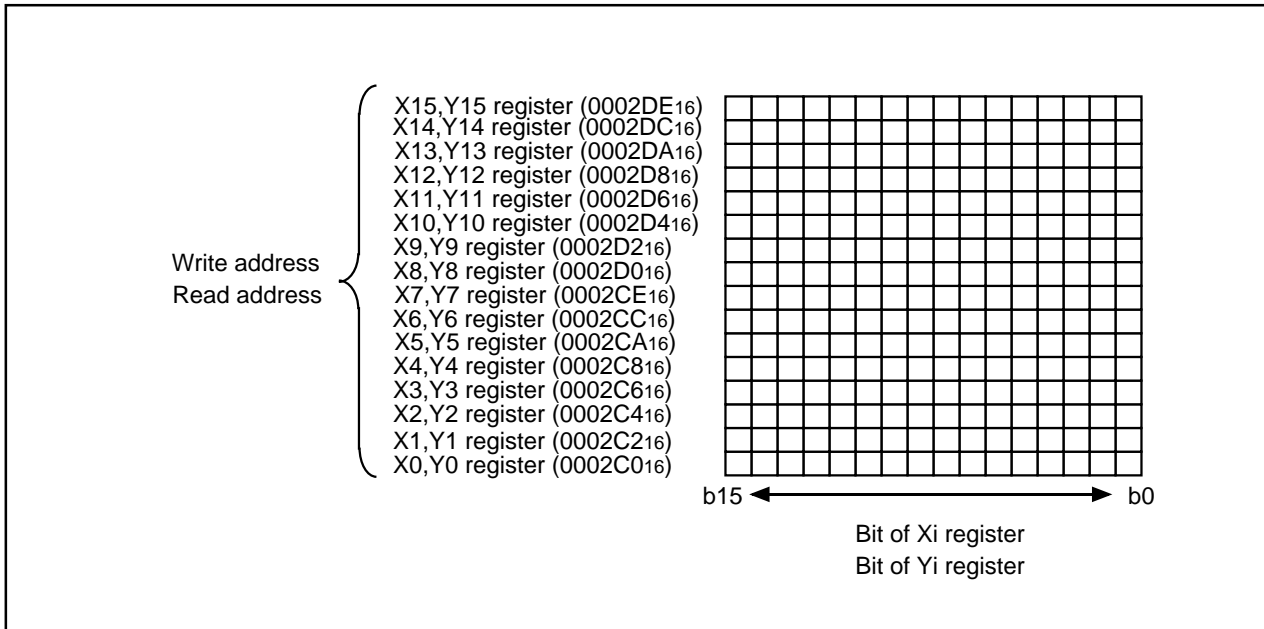 X15,Y15 register (0002DE16)
X14,Y14 register (0002DC16)
X13,Y13 register (0002DA16)
X12,Y12 register (0002D816)
X11,Y11 register (0002D616)
X10,Y10 register (0002D416)
X9,Y9 register (0002D216)
X8,Y8 register (0002D016)
X7,Y7 register (0002CE16)
X6,Y6 register (0002CC16)
X5,Y5 register (0002CA16)
X4,Y4 register (0002C816)
X3,Y3 register (0002C616)
X2,Y2 register (0002C416)
X1,Y1 register (0002C216)
X0,Y0 register (0002C016)
Write address
Read address
b15 b0
Bit of Xi register
Bit of Yi register